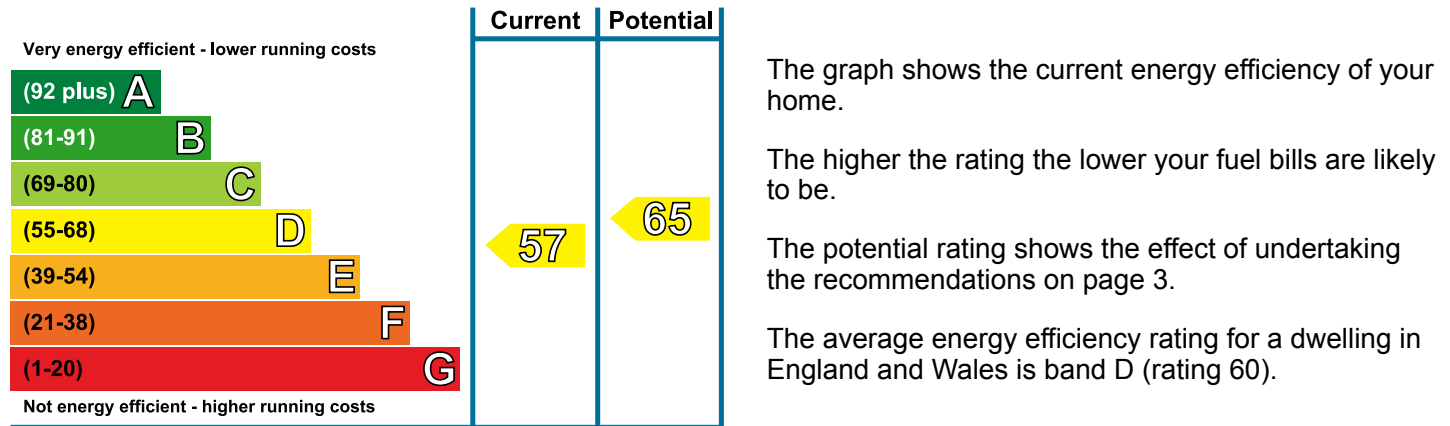 Current Potential
Very energy efficient - lower running costs
(92 plus) A
(81-91) B
(69-80) C
(55-68) D
(39-54) E
(21-38) F
(1-20) G
Not energy efficient - higher running costs
57
65
The graph shows the current energy efficiency of your
home.
The higher the rating the lower your fuel bills are likely
to be.
The potential rating shows the effect of undertaking
the recommendations on page 3.
The average energy efficiency rating for a dwelling in
England and Wales is band D (rating 60).